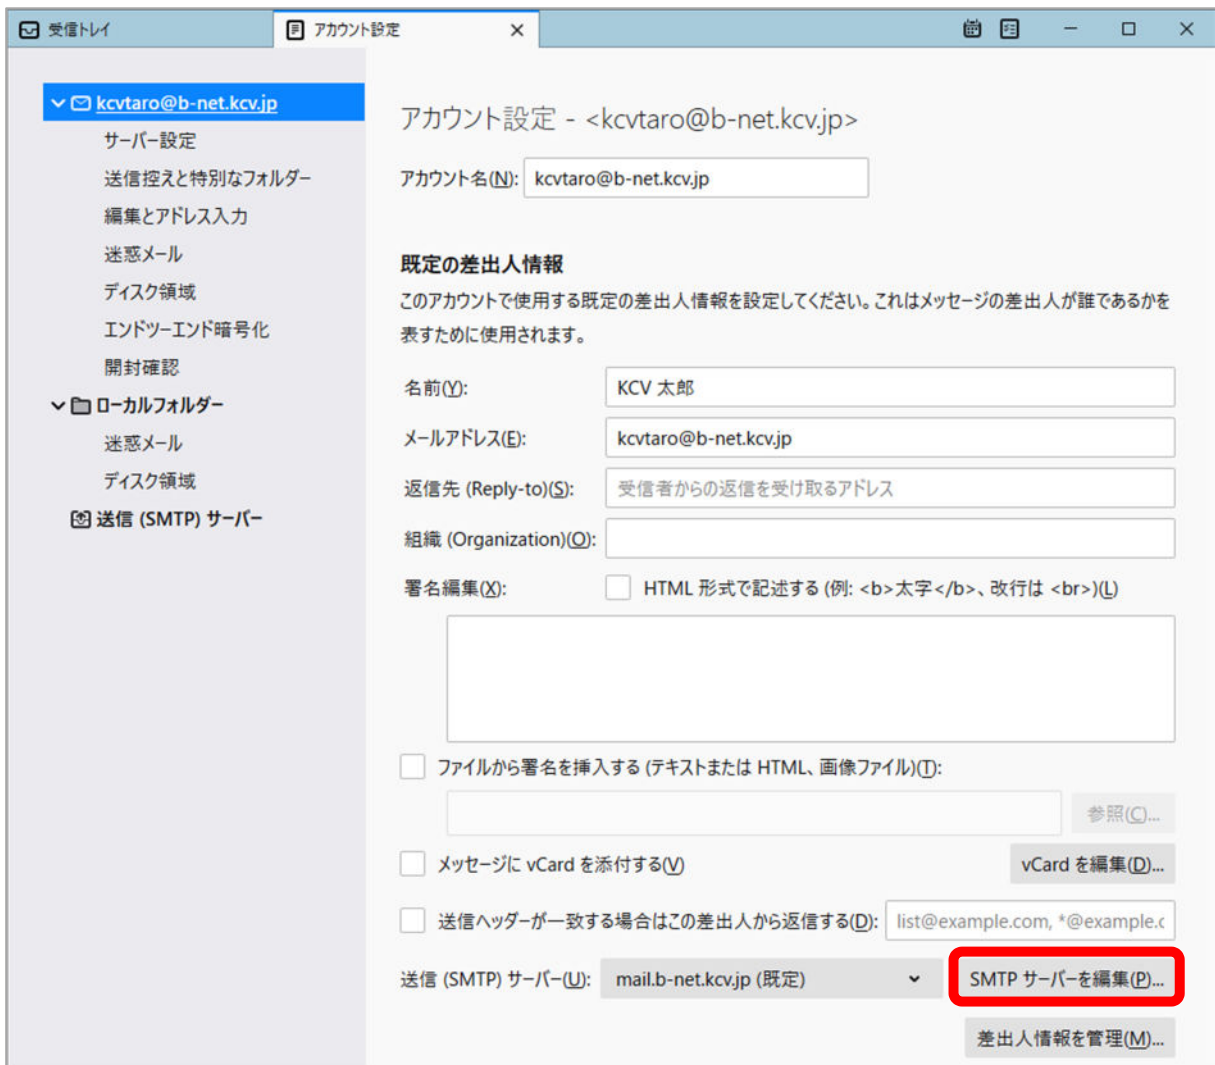 受信トレイ
アカウント設定
kcvtaro@b-net.kcv.jp
サーバー設定
送信控えと特別なフォルダー
編集とアドレス入力
迷惑メール
ディスク領域
エンドツーエンド暗号化
開封確認
ローカルフォルダー
迷惑メール
ディスク領域
送信 (SMTP) サーバー
アカウント設定 - <kcvtaro@b-net.kcv.jp>
アカウント名(N): kcvtaro@b-net.kcv.jp
既定の差出人情報
このアカウントで使用する既定の差出人情報を設定してください。これはメッセージの差出人が誰であるかを
表すために使用されます。
名前(Y): KCV 太郎
メールアドレス(E): kcvtaro@b-net.kcv.jp
返信先 (Reply-to)(S): 受信者からの返信を受け取るアドレス
組織 (Organization)(O):
署名編集(X): HTML 形式で記述する (例: <b>太字</b>、改行は <br>)(L)
ファイルから署名を挿入する (テキストまたは HTML、画像ファイル)(T):
参照(C)...
メッセージに vCard を添付する(V) vCard を編集(D)...
送信ヘッダーが一致する場合はこの差出人から返信する(D): list@example.com, *@example.c
送信 (SMTP) サーバー(U): mail.b-net.kcv.jp (既定) SMTP サーバーを編集(P)...
差出人情報を管理(M)...